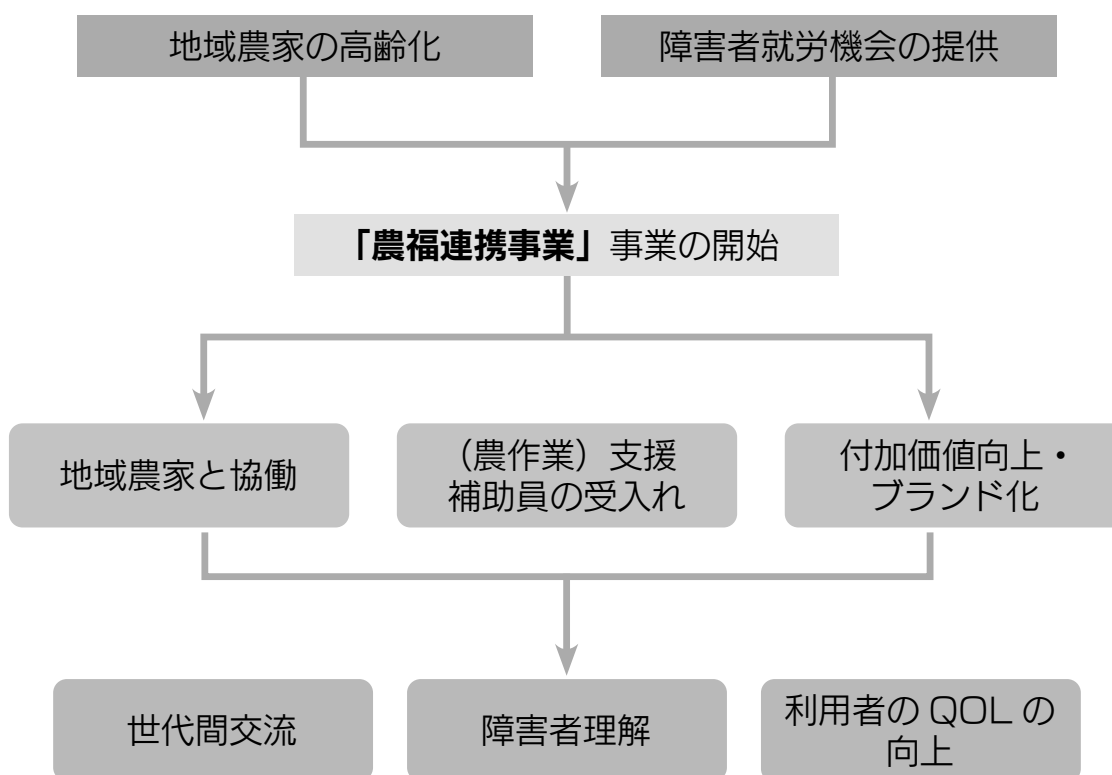 地域農家の高齢化
障害者就労機会の提供
「農福連携事業」事業の開始
地域農家と協働
（農作業）支援
補助員の受入れ
付加価値向上・
ブランド化
世代間交流
障害者理解
利用者の QOL の
向上